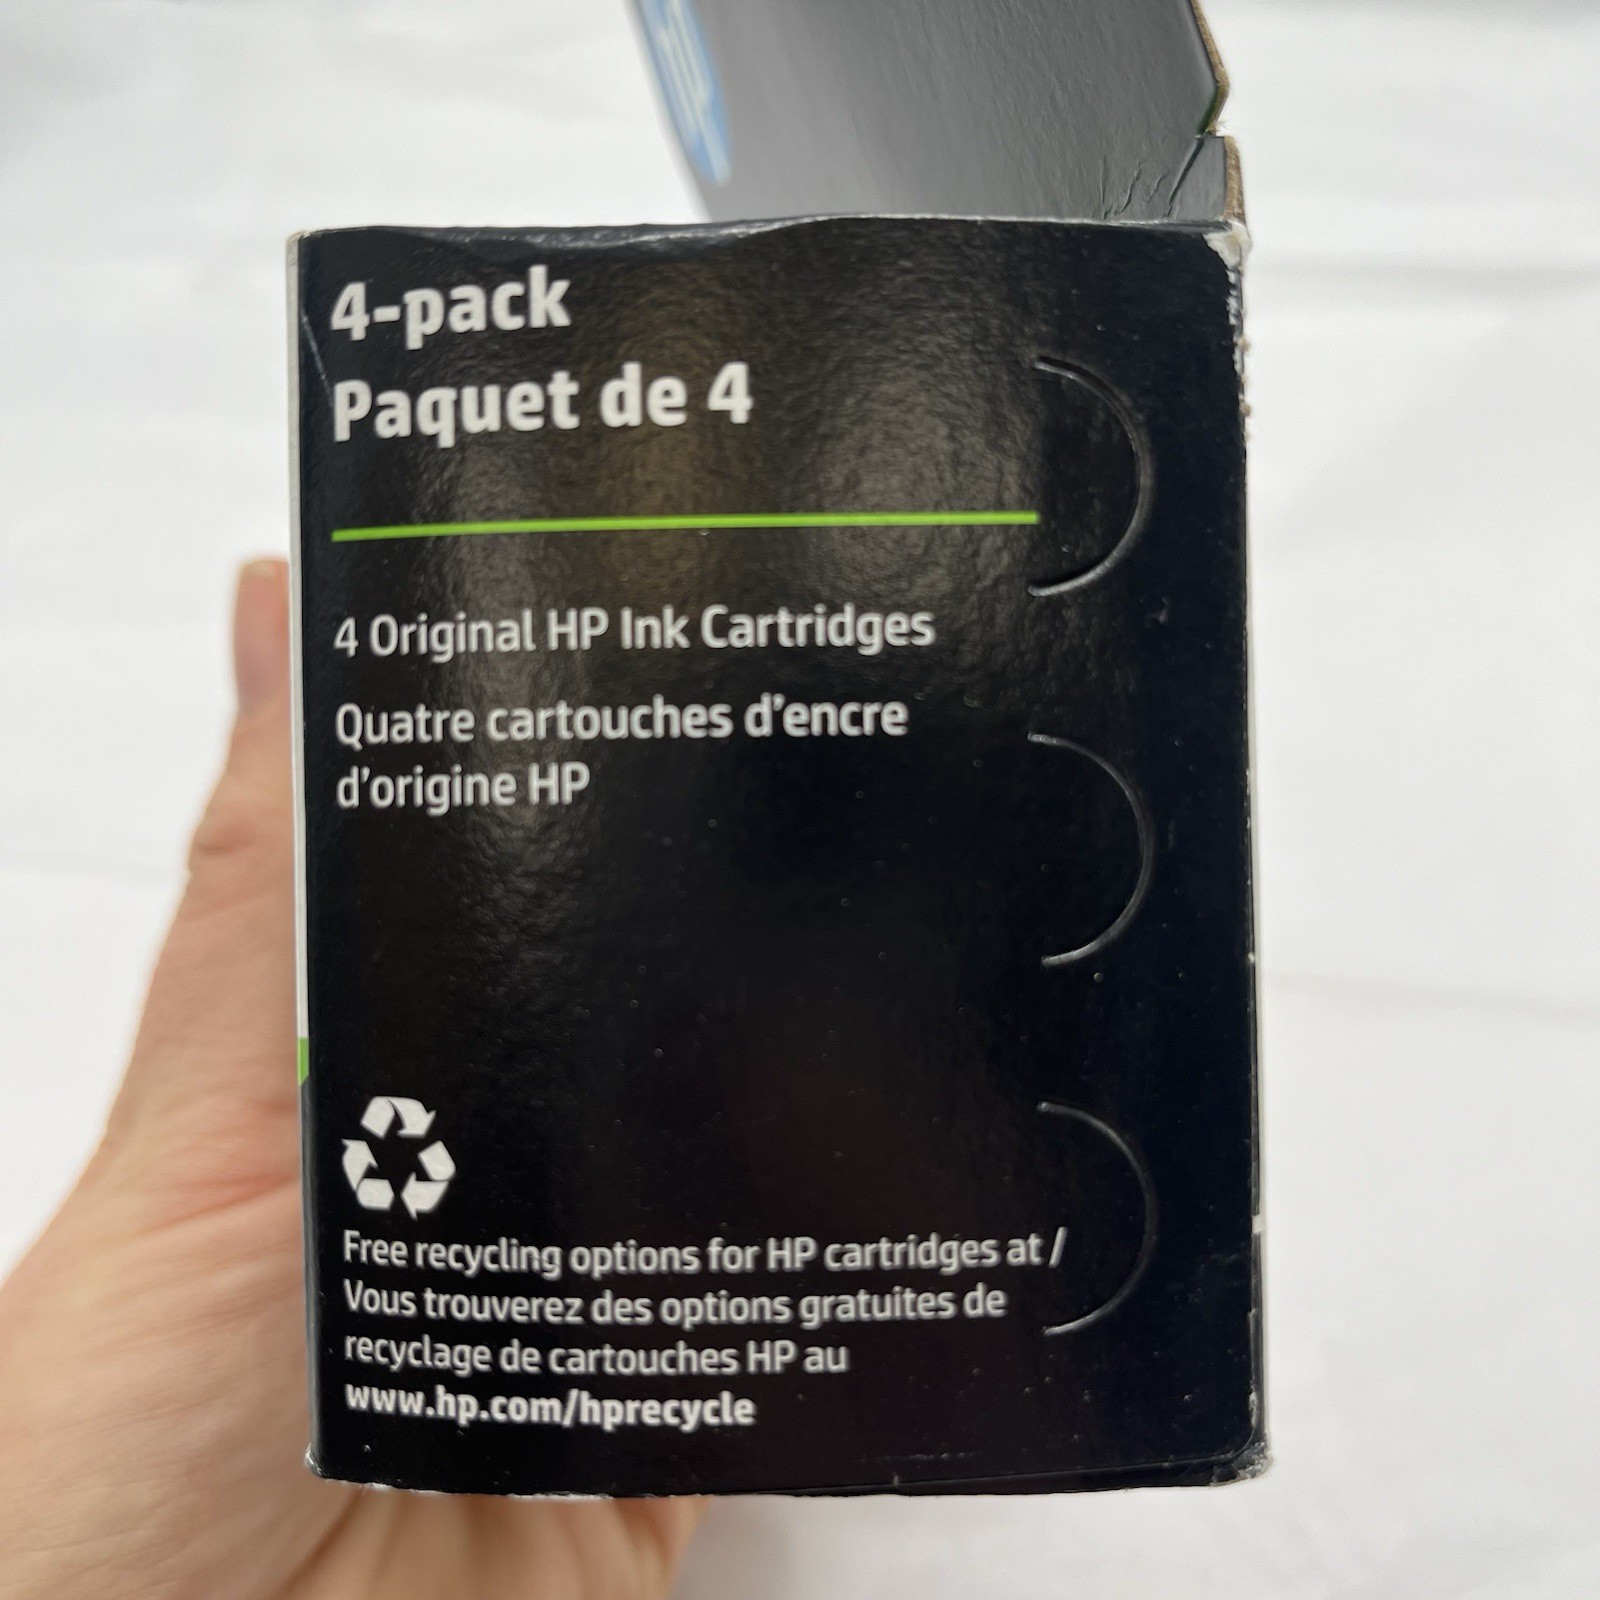 4-pack
Paquet de 4
4 Original HP Ink Cartridges
Quatre cartouches d'encre
d'origine HP
Free recycling options for HP cartridges at /
Vous trouverez des options gratuites de
recyclage de cartouches HP au
www.hp.com/hprecycle